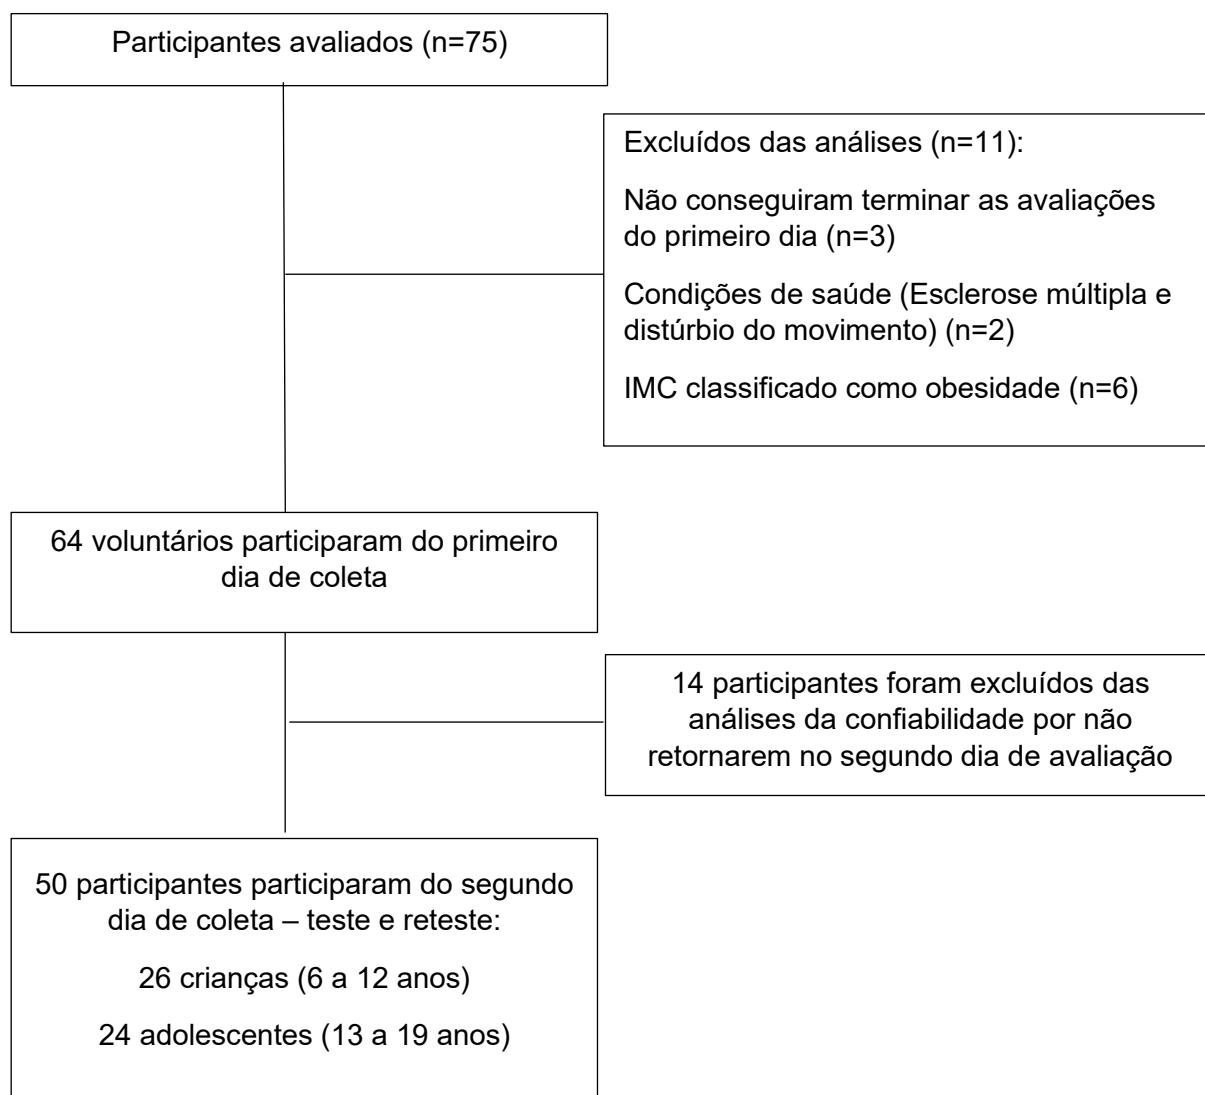 Participantes avaliados (n=75)
Excluídos das análises (n=11):
Não conseguiram terminar as avaliações
do primeiro dia (n=3)
Condições de saúde (Esclerose múltipla e
distúrbio do movimento) (n=2)
IMC classificado como obesidade (n=6)
64 voluntários participaram do primeiro
dia de coleta
14 participantes foram excluídos das
análises da confiabilidade por não
retornarem no segundo dia de avaliação
50 participantes participaram do segundo
dia de coleta – teste e reteste:
26 crianças (6 a 12 anos)
24 adolescentes (13 a 19 anos)